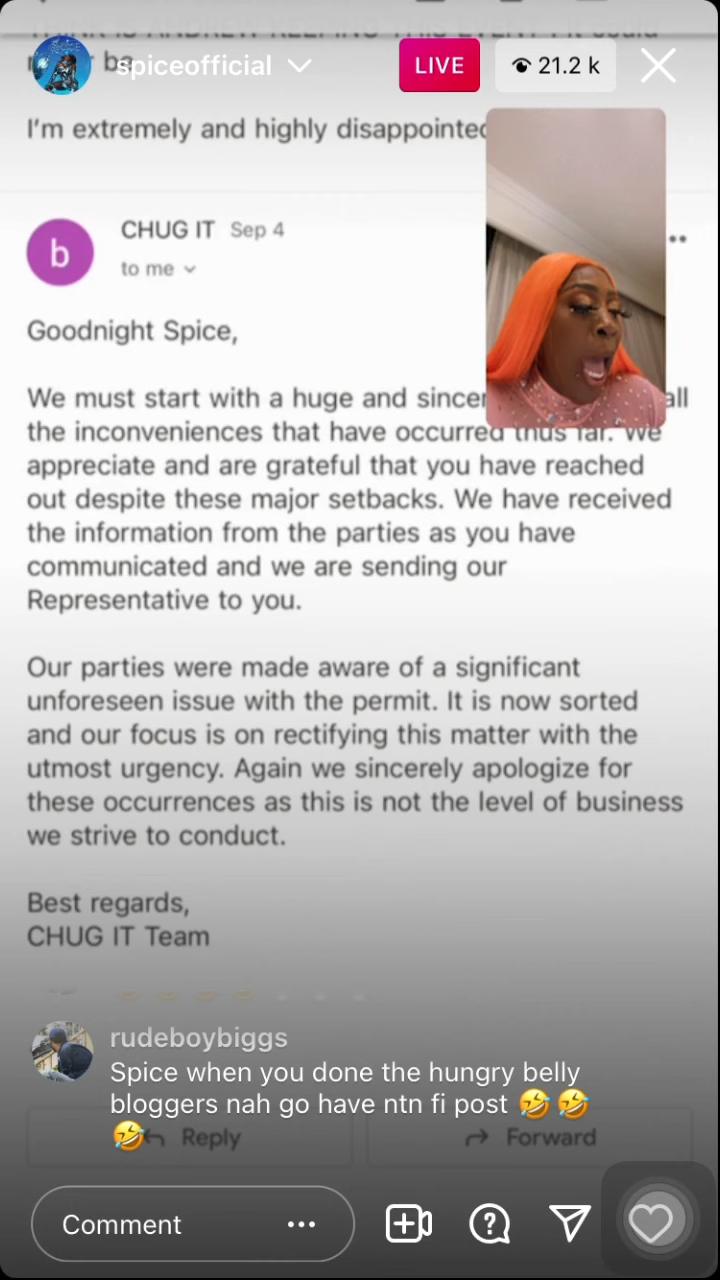 spiceofficial
LIVE
21.2 k
I'm extremely and highly disappointed
b
CHUG IT Sep 4
to me
Goodnight Spice,
We must start with a huge and all
the inconveniences that have occurred thus far. We
appreciate and are grateful that you have reached
out despite these major setbacks. We have received
the information from the parties as you have
communicated and we are sending our
Representative to you.
Our parties were made aware of a significant
unforeseen issue with the permit. It is now sorted
and our focus is on rectifying this matter with the
utmost urgency. Again we sincerely apologize for
these occurrences as this is not the level of business
we strive to conduct.
Best regards,
CHUG IT Team
rudeboybiggs
Spice when you done the hungry belly
bloggers nah go have ntn fi post 🤣🤣
🤣
Reply Forward
Comment